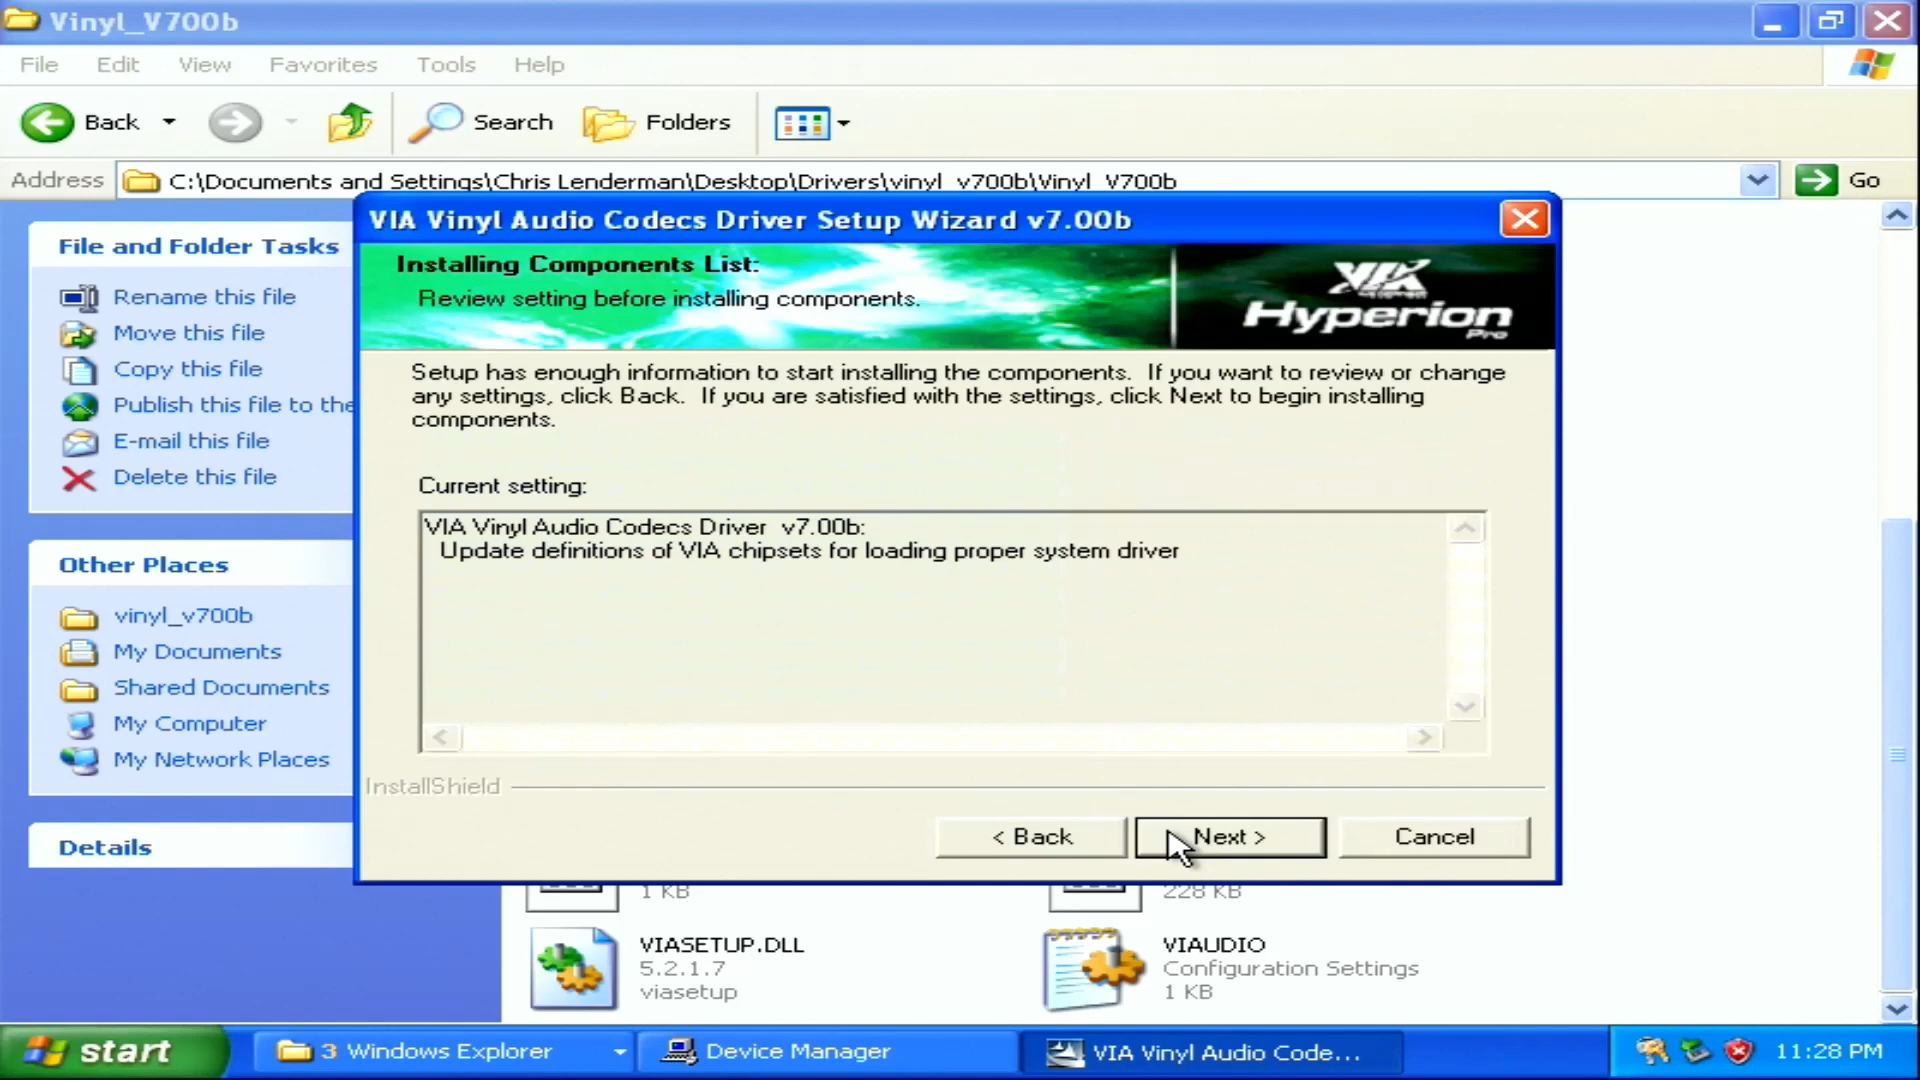 Vinyl_V700b
File Edit View Favorites Tools Help
Back Search Folders
Address C:\Documents and Settings\Chris Lenderman\Desktop\Drivers\vinyl_v700b\Vinyl_V700b Go
File and Folder Tasks
Rename this file
Move this file
Copy this file
Publish this file to the
E-mail this file
Delete this file
Other Places
vinyl_v700b
My Documents
Shared Documents
My Computer
My Network Places
Details
VIA Vinyl Audio Codecs Driver Setup Wizard v7.00b
Installing Components List:
Review setting before installing components.
VIA
Hyperion
Pro
Setup has enough information to start installing the components. If you want to review or change
any settings, click Back. If you are satisfied with the settings, click Next to begin installing
components.
Current setting:
VIA Vinyl Audio Codecs Driver v7.00b:
Update definitions of VIA chipsets for loading proper system driver
InstallShield
< Back Next > Cancel
1 KB
228 KB
VIASETUP.DLL
5.2.1.7
viasetup
VIAUDIO
Configuration Settings
1 KB
start 3 Windows Explorer Device Manager VIA Vinyl Audio Code... 11:28 PM